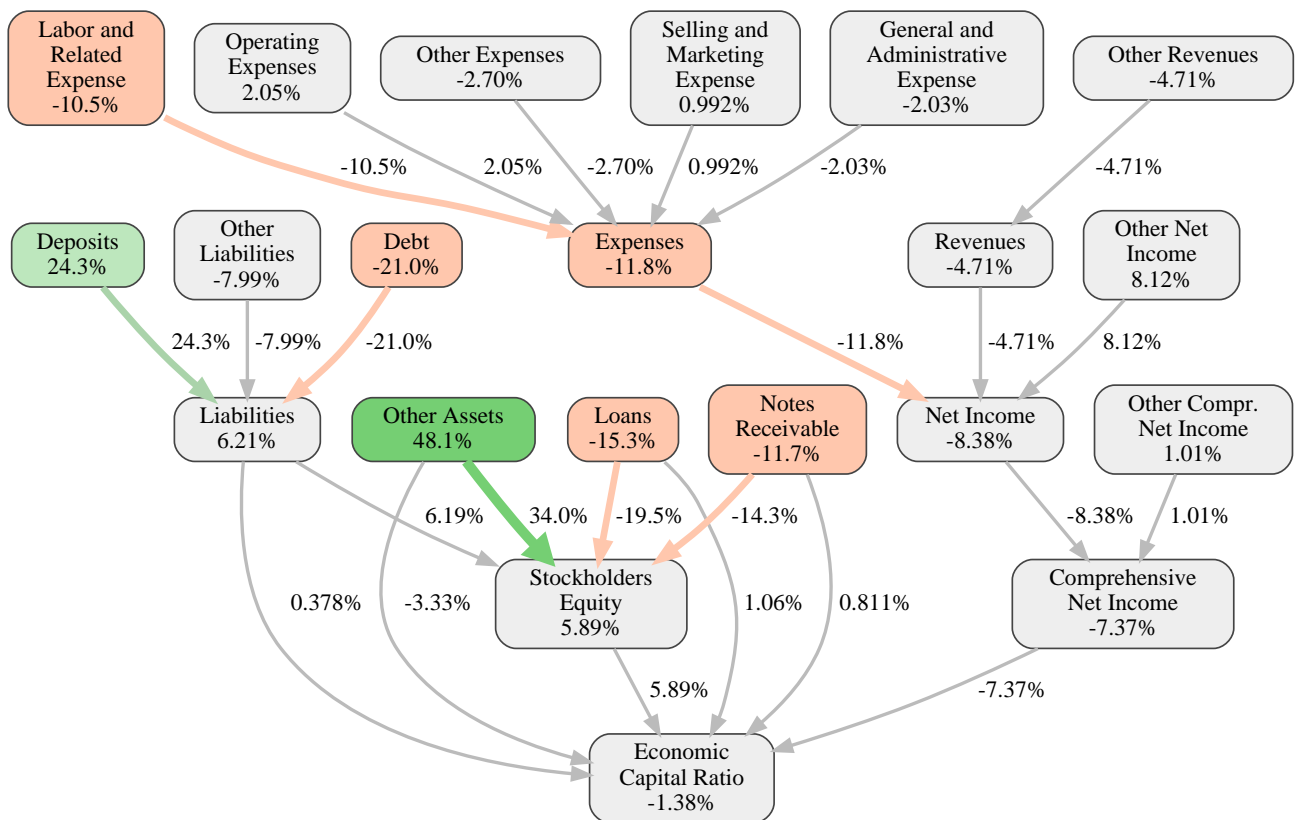 Labor and
Related
Expense
-10.5%
Operating
Expenses
2.05%
Other Expenses
-2.70%
Selling and
Marketing
Expense
0.992%
General and
Administrative
Expense
-2.03%
Other Revenues
-4.71%
-10.5%
2.05%
-2.70%
0.992%
-2.03%
-4.71%
Deposits
24.3%
Other
Liabilities
-7.99%
Debt
-21.0%
Expenses
-11.8%
Revenues
-4.71%
Other Net
Income
8.12%
24.3%
-7.99%
-21.0%
-11.8%
-4.71%
8.12%
Liabilities
6.21%
Other Assets
48.1%
Loans
-15.3%
Notes
Receivable
-11.7%
Net Income
-8.38%
Other Compr.
Net Income
1.01%
6.19%
34.0%
-19.5%
-14.3%
-8.38%
1.01%
0.378%
-3.33%
Stockholders
Equity
5.89%
1.06%
0.811%
Comprehensive
Net Income
-7.37%
5.89%
-7.37%
Economic
Capital Ratio
-1.38%